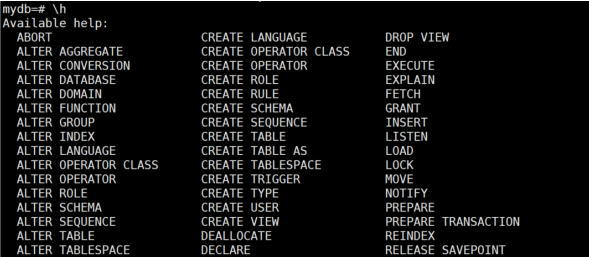 mydb=# \h
Available help:
ABORT CREATE LANGUAGE DROP VIEW
ALTER AGGREGATE CREATE OPERATOR CLASS END
ALTER CONVERSION CREATE OPERATOR EXECUTE
ALTER DATABASE CREATE ROLE EXPLAIN
ALTER DOMAIN CREATE RULE FETCH
ALTER FUNCTION CREATE SCHEMA GRANT
ALTER GROUP CREATE SEQUENCE INSERT
ALTER INDEX CREATE TABLE LISTEN
ALTER LANGUAGE CREATE TABLE AS LOAD
ALTER OPERATOR CLASS CREATE TABLESPACE LOCK
ALTER OPERATOR CREATE TRIGGER MOVE
ALTER ROLE CREATE TYPE NOTIFY
ALTER SCHEMA CREATE USER PREPARE
ALTER SEQUENCE CREATE VIEW PREPARE TRANSACTION
ALTER TABLE DEALLOCATE REINDEX
ALTER TABLESPACE DECLARE RELEASE SAVEPOINT